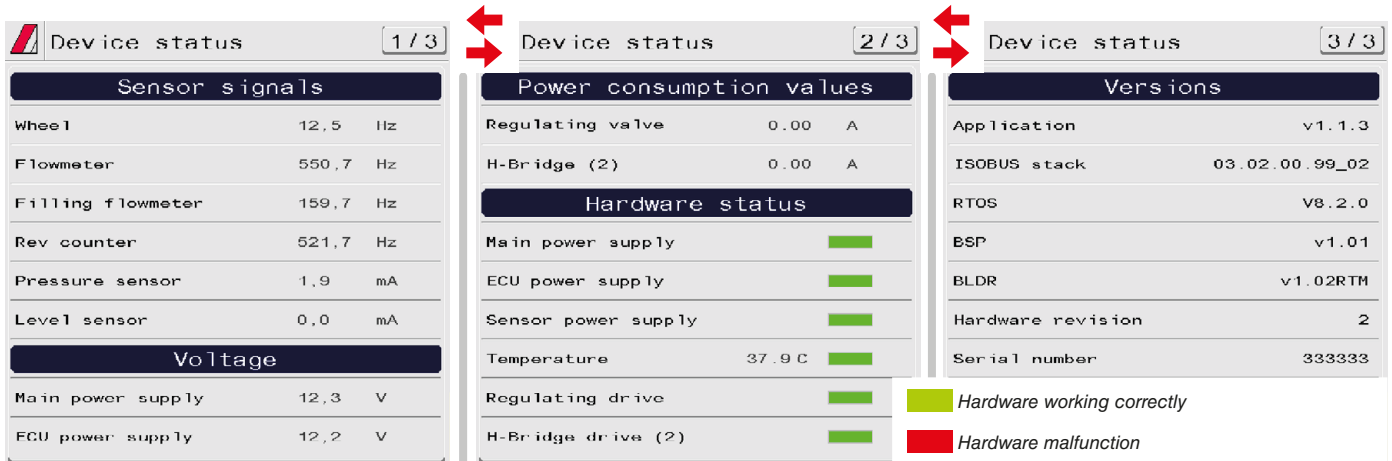 Device status 1/3
Sensor signals
Wheel 12,5 Hz
Flowmeter 550,7 Hz
Filling flowmeter 159,7 Hz
Rev counter 521,7 Hz
Pressure sensor 1,9 mA
Level sensor 0,0 mA
Voltage
Main power supply 12,3 V
ECU power supply 12,2 V
Device status 2/3
Power consumption values
Regulating valve 0.00 A
H-Bridge (2) 0.00 A
Hardware status
Main power supply
ECU power supply
Sensor power supply
Temperature 37.9 C
Regulating drive
H-Bridge drive (2)
Device status 3/3
Versions
Application v1.1.3
ISOBUS stack 03.02.00.99_02
RTOS V8.2.0
BSP v1.01
BLDR v1.02RTM
Hardware revision 2
Serial number 333333
Hardware working correctly
Hardware malfunction